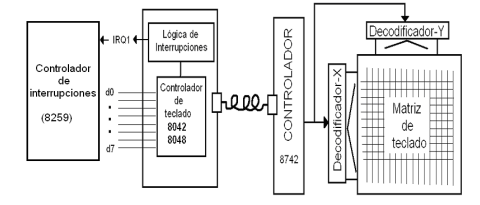 Controlador
de
interrupciones
(8259)
IRQ1
d0
d7
Lógica de
Interrupciones
Controlador
de
teclado
8042
8048
CONTROLADOR
8742
Decodificador-X
Decodificador-Y
Matriz
de
teclado